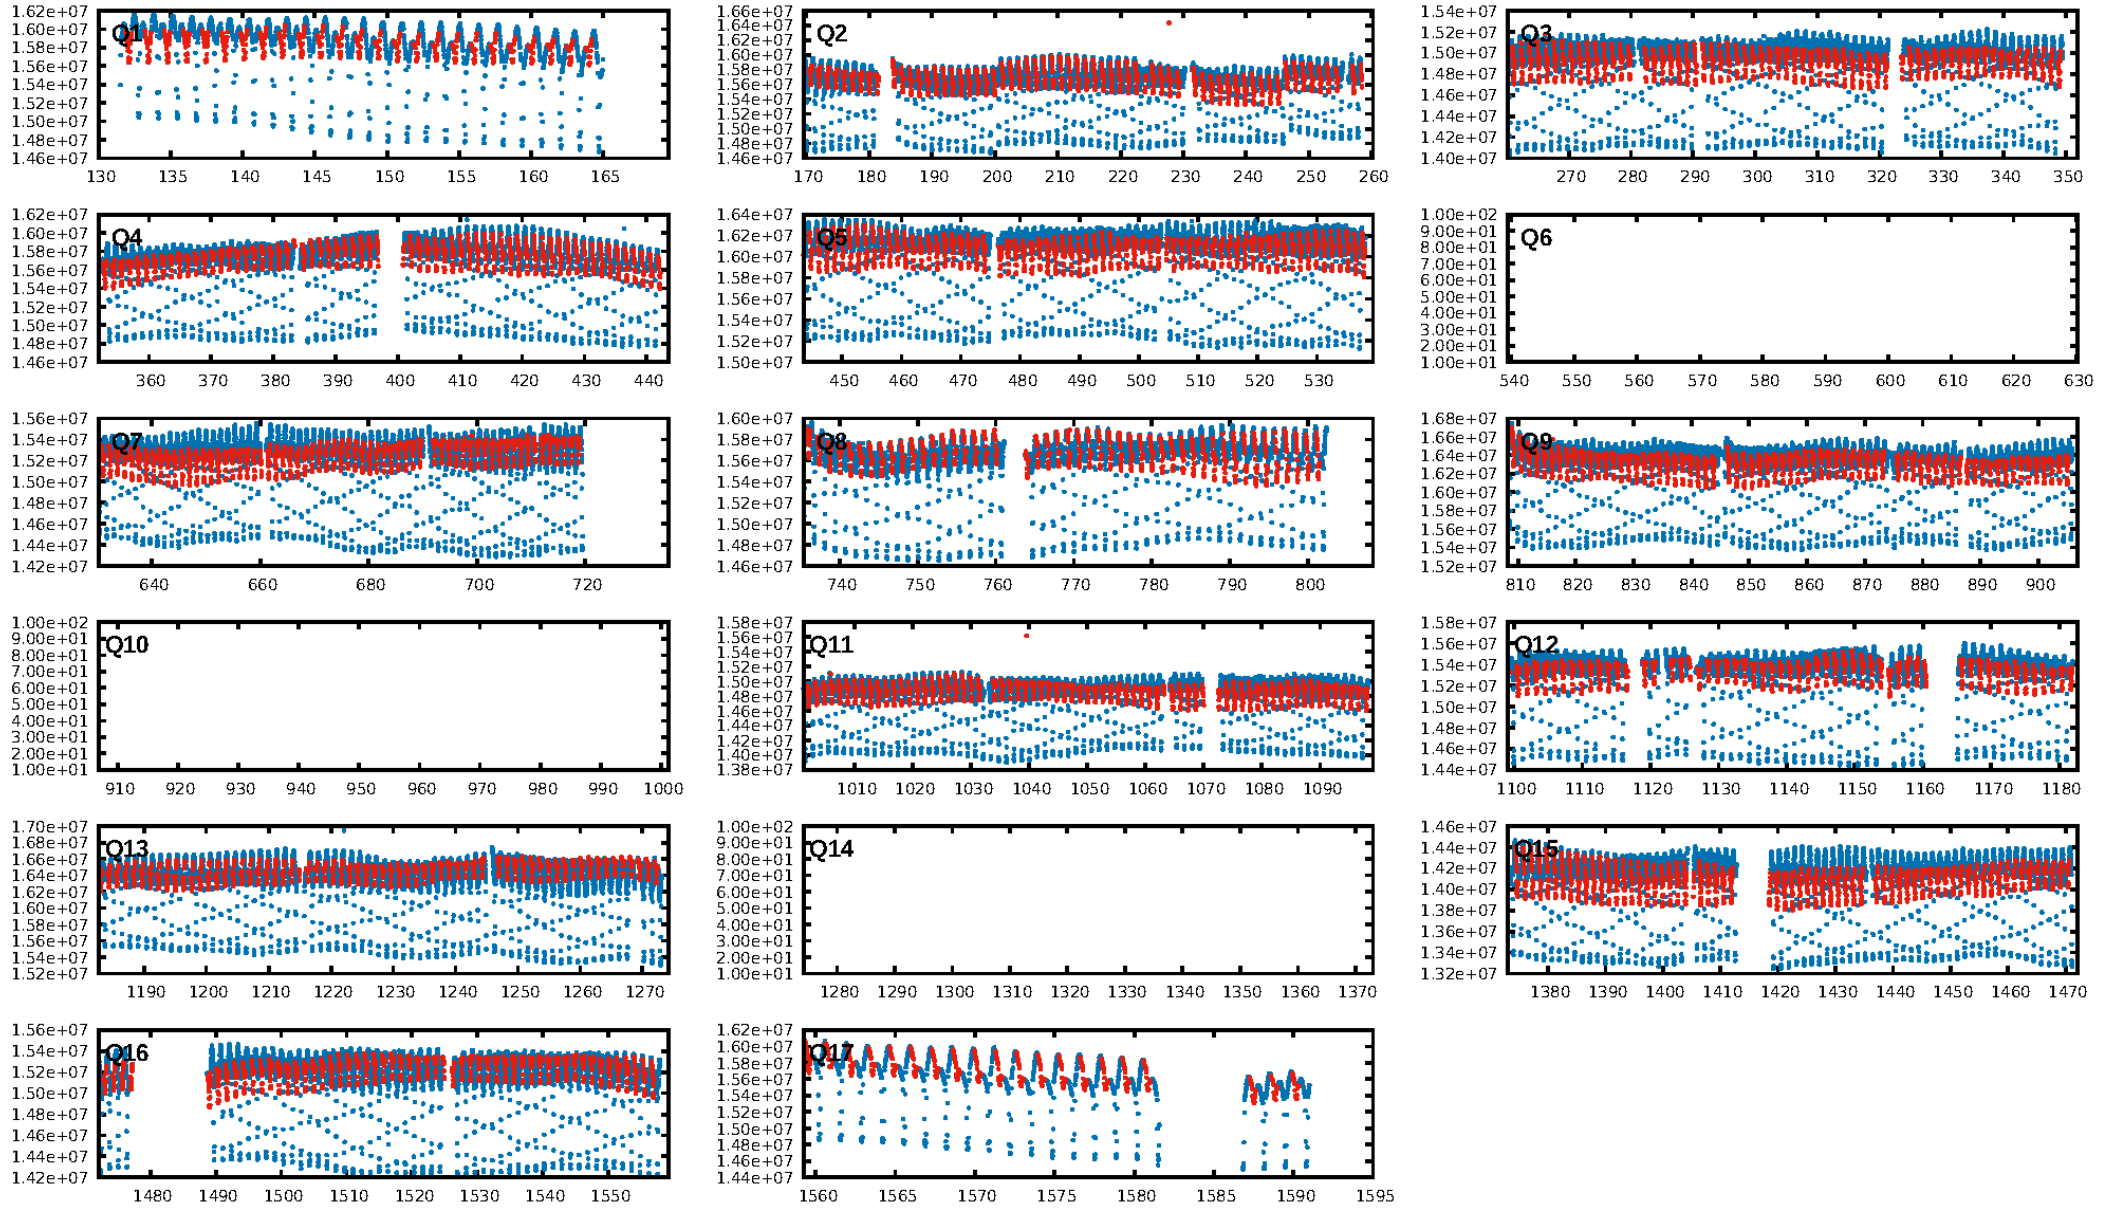 1.62e+07
1.60e+07
1.58e+07
1.56e+07
1.54e+07
1.52e+07
1.50e+07
1.48e+07
1.46e+07
Q1
130 135 140 145 150 155 160 165
1.66e+07
1.64e+07
1.62e+07
1.60e+07
1.58e+07
1.56e+07
1.54e+07
1.52e+07
1.50e+07
1.48e+07
1.46e+07
Q2
170 180 190 200 210 220 230 240 250 260
1.54e+07
1.52e+07
1.50e+07
1.48e+07
1.46e+07
1.44e+07
1.42e+07
1.40e+07
Q3
270 280 290 300 310 320 330 340 350
1.62e+07
1.60e+07
1.58e+07
1.56e+07
1.54e+07
1.52e+07
1.50e+07
1.48e+07
1.46e+07
Q4
360 370 380 390 400 410 420 430 440
1.64e+07
1.62e+07
1.60e+07
1.58e+07
1.56e+07
1.54e+07
1.52e+07
1.50e+07
Q5
450 460 470 480 490 500 510 520 530
1.00e+02
9.00e+01
8.00e+01
7.00e+01
6.00e+01
5.00e+01
4.00e+01
3.00e+01
2.00e+01
1.00e+01
Q6
540 550 560 570 580 590 600 610 620 630
1.56e+07
1.54e+07
1.52e+07
1.50e+07
1.48e+07
1.46e+07
1.44e+07
1.42e+07
Q7
640 660 680 700 720
1.60e+07
1.58e+07
1.56e+07
1.54e+07
1.52e+07
1.50e+07
1.48e+07
1.46e+07
Q8
740 750 760 770 780 790 800
1.68e+07
1.66e+07
1.64e+07
1.62e+07
1.60e+07
1.58e+07
1.56e+07
1.54e+07
1.52e+07
Q9
810 820 830 840 850 860 870 880 890 900
1.00e+02
9.00e+01
8.00e+01
7.00e+01
6.00e+01
5.00e+01
4.00e+01
3.00e+01
2.00e+01
1.00e+01
Q10
910 920 930 940 950 960 970 980 990 1000
1.58e+07
1.56e+07
1.54e+07
1.52e+07
1.50e+07
1.48e+07
1.46e+07
1.44e+07
1.42e+07
1.40e+07
1.38e+07
Q11
1010 1020 1030 1040 1050 1060 1070 1080 1090
1.58e+07
1.56e+07
1.54e+07
1.52e+07
1.50e+07
1.48e+07
1.46e+07
1.44e+07
Q12
1100 1110 1120 1130 1140 1150 1160 1170 1180
1.70e+07
1.68e+07
1.66e+07
1.64e+07
1.62e+07
1.60e+07
1.58e+07
1.56e+07
1.54e+07
1.52e+07
Q13
1190 1200 1210 1220 1230 1240 1250 1260 1270
1.00e+02
9.00e+01
8.00e+01
7.00e+01
6.00e+01
5.00e+01
4.00e+01
3.00e+01
2.00e+01
1.00e+01
Q14
1280 1290 1300 1310 1320 1330 1340 1350 1360 1370
1.46e+07
1.44e+07
1.42e+07
1.40e+07
1.38e+07
1.36e+07
1.34e+07
1.32e+07
Q15
1380 1390 1400 1410 1420 1430 1440 1450 1460 1470
1.56e+07
1.54e+07
1.52e+07
1.50e+07
1.48e+07
1.46e+07
1.44e+07
1.42e+07
Q16
1480 1490 1500 1510 1520 1530 1540 1550
1.62e+07
1.60e+07
1.58e+07
1.56e+07
1.54e+07
1.52e+07
1.50e+07
1.48e+07
1.46e+07
1.44e+07
Q17
1560 1565 1570 1575 1580 1585 1590 1595